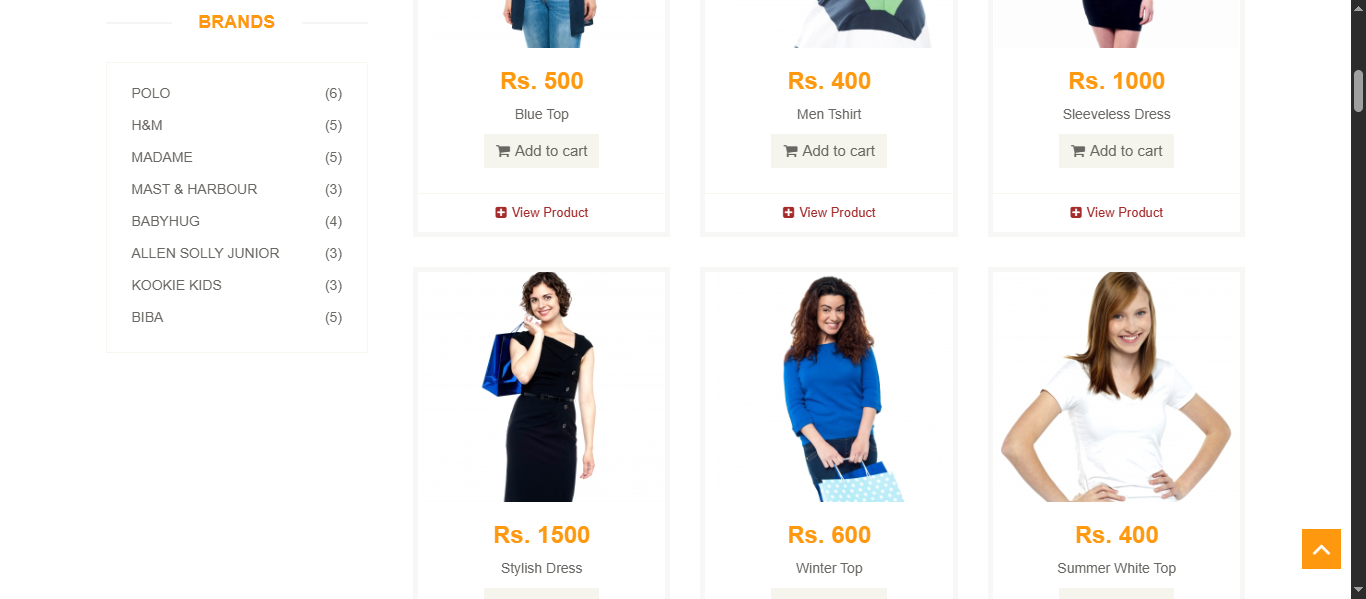 BRANDS
POLO (6)
H&M (5)
MADAME (5)
MAST & HARBOUR (3)
BABYHUG (4)
ALLEN SOLLY JUNIOR (3)
KOOKIE KIDS (3)
BIBA (5)
Rs. 500
Blue Top
Add to cart
View Product
Rs. 400
Men Tshirt
Add to cart
View Product
Rs. 1000
Sleeveless Dress
Add to cart
View Product
Rs. 1500
Stylish Dress
Rs. 600
Winter Top
Rs. 400
Summer White Top